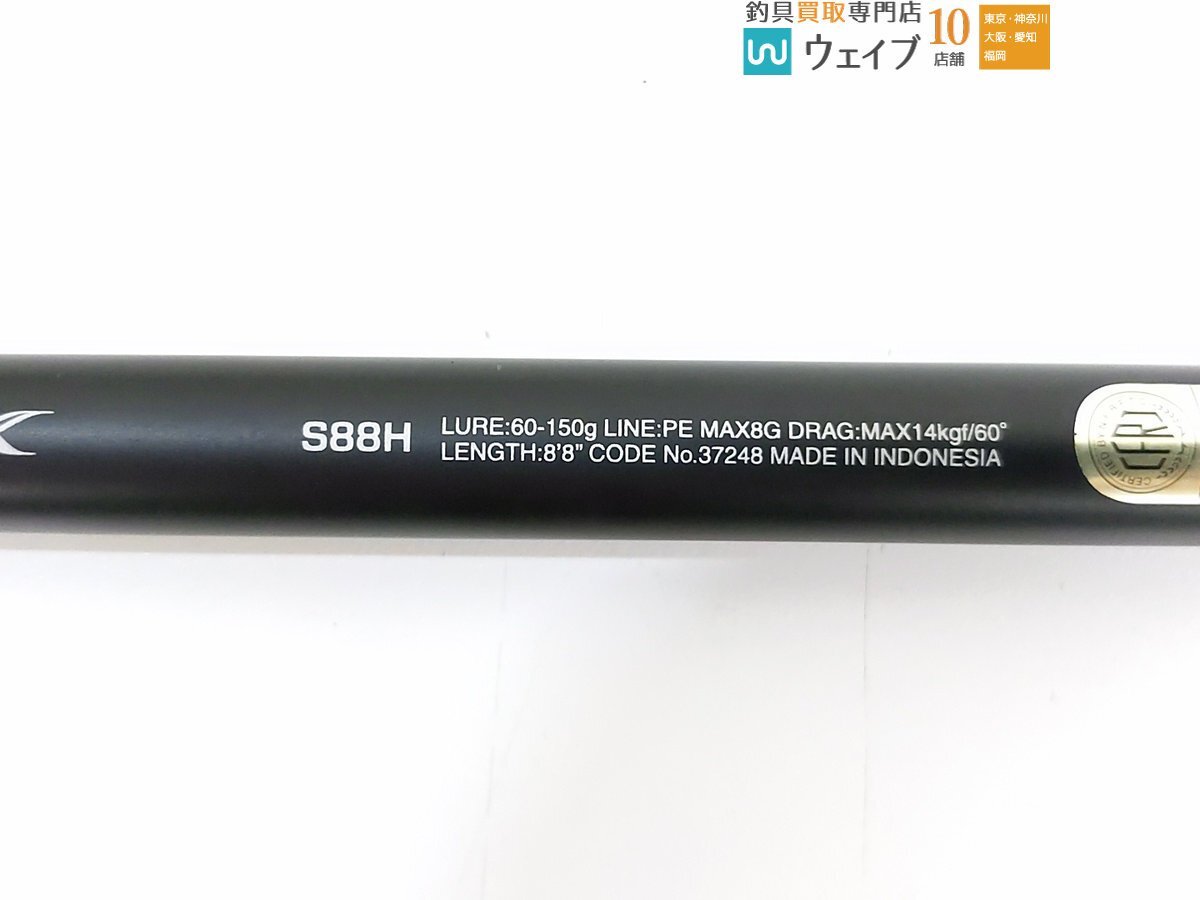 釣具買取専門店
ウェイブ
10
店舗
東京・神奈川
大阪・愛知
福岡
S88H
LURE:60-150g LINE:PE MAX8G DRAG:MAX14kgf/60°
LENGTH:8'8" CODE No.37248 MADE IN INDONESIA
CERTIFIED